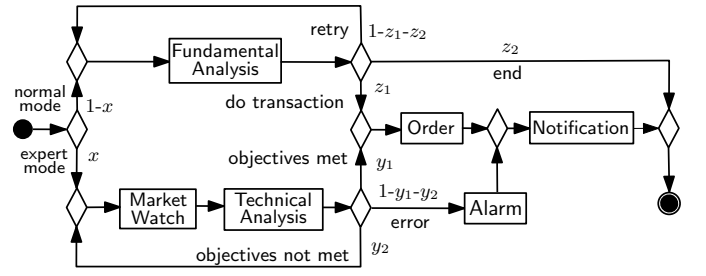 retry
1-z₁-z₂
Fundamental
Analysis
z₂
end
normal
mode
1-x
do transaction
z₁
Order
Notification
expert
mode
x
objectives met
y₁
Market
Watch
Technical
Analysis
1-y₁-y₂
error
Alarm
objectives not met
y₂